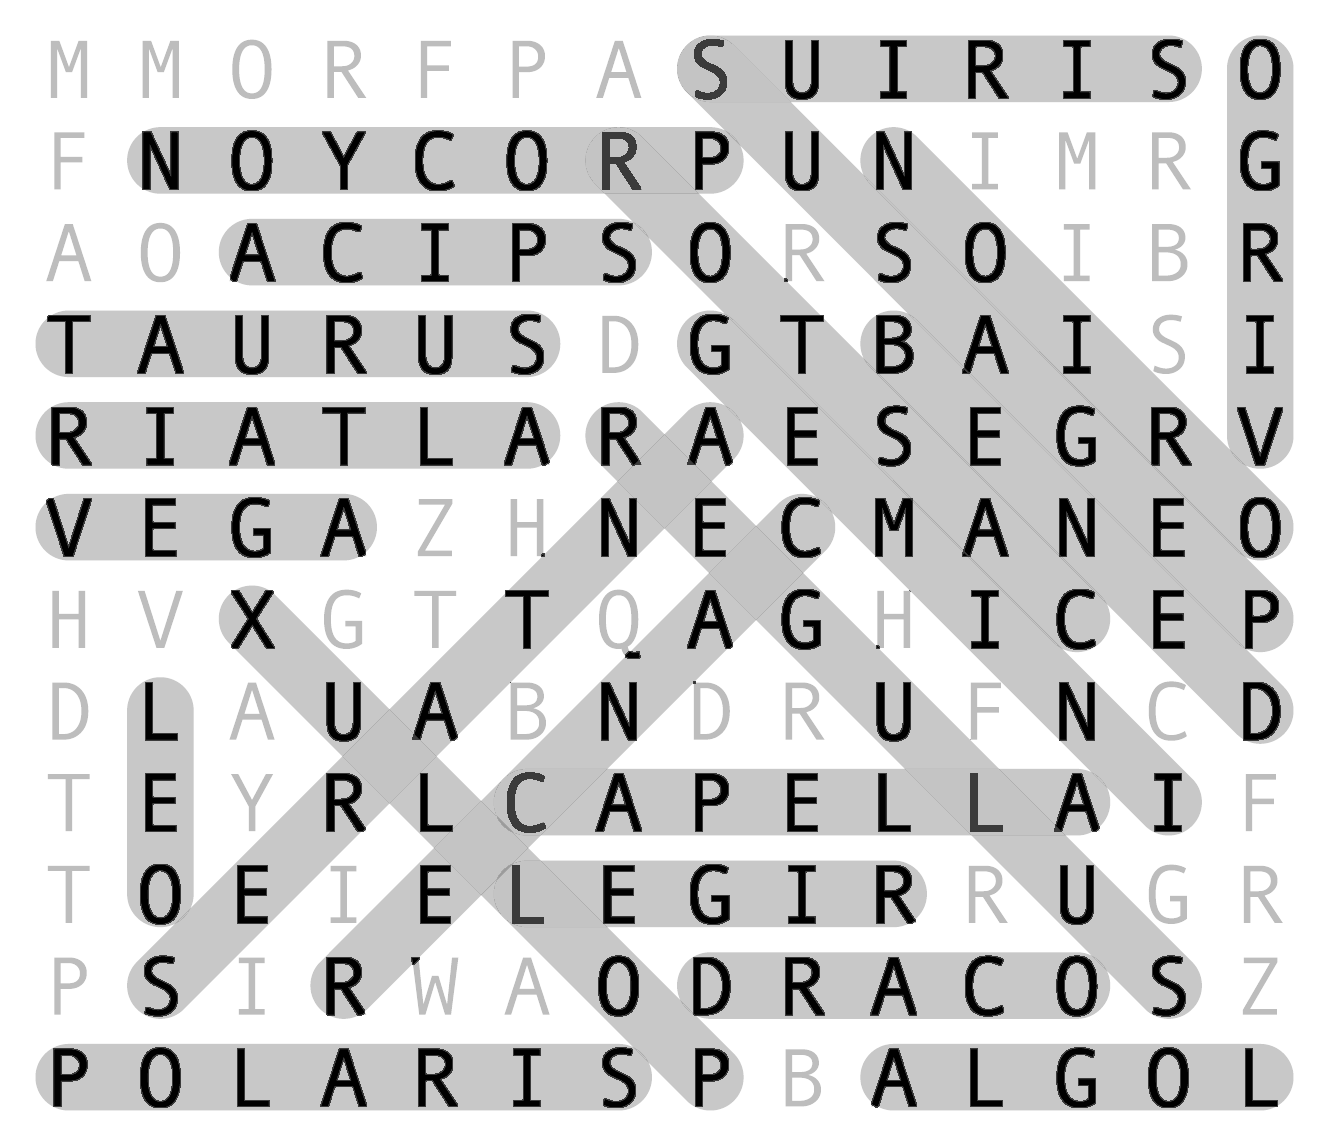 M M O R F P A S U I R I S O
F N O Y C O R P U N I M R G
A O A C I P S O R S O I B R
T A U R U S D G T B A I S I
R I A T L A R A E S E G R V
V E G A Z H N E C M A N E O
H V X G T T Q A G H I C E P
D L A U A B N D R U F N C D
T E Y R L C A P E L L A I F
T O E I E L E G I R R U G R
P S I R W A O D R A C O S Z
P O L A R I S P B A L G O L